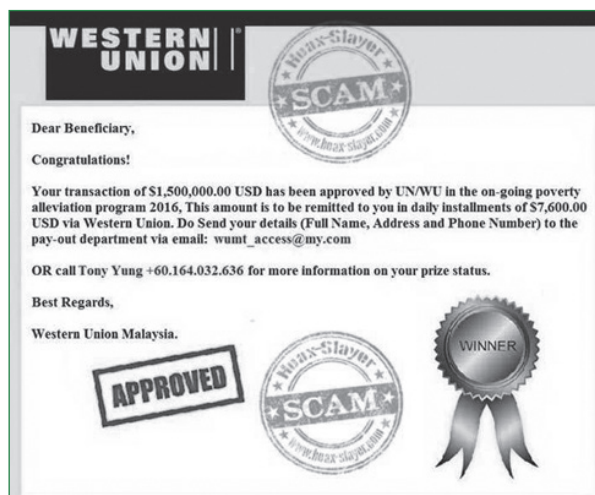 WESTERN
UNION
Hoax-Slayer
SCAM
www.hoax-slayer.com
Dear Beneficiary,
Congratulations!
Your transaction of $1,500,000.00 USD has been approved by UN/WU in the on-going poverty
alleviation program 2016, This amount is to be remitted to you in daily installments of $7,600.00
USD via Western Union. Do Send your details (Full Name, Address and Phone Number) to the
pay-out department via email: wumt_access@my.com
OR call Tony Yung +60.164.032.636 for more information on your prize status.
Best Regards,
Western Union Malaysia.
APPROVED
Hoax-Slayer
SCAM
www.hoax-slayer.com
WINNER